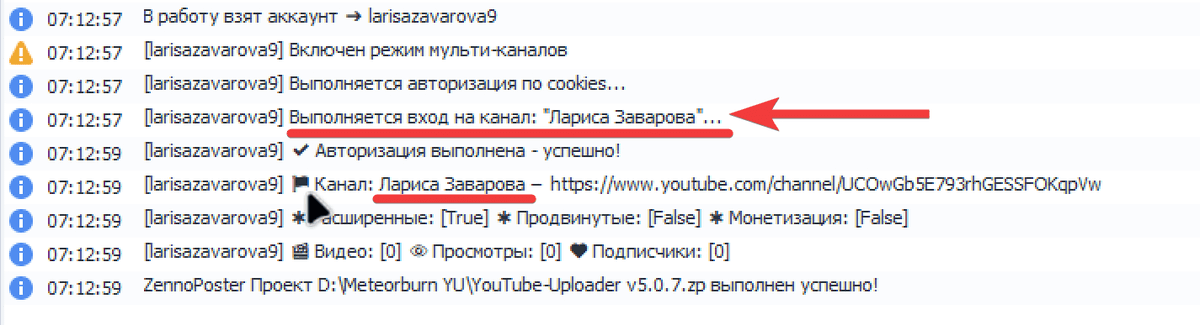 07:12:57 В работу взят аккаунт ➔ larisazavarova9
07:12:57 [larisazavarova9] Включен режим мульти-каналов
07:12:57 [larisazavarova9] Выполняется авторизация по cookies...
07:12:57 [larisazavarova9] Выполняется вход на канал: "Лариса Заварова"...
07:12:59 [larisazavarova9] ✔ Авторизация выполнена - успешно!
07:12:59 [larisazavarova9] Канал: Лариса Заварова – https://www.youtube.com/channel/UCOwGb5E793rhGESSFOKqpVw
07:12:59 [larisazavarova9] ✱ асширенные: [True] ✱ Продвинутые: [False] ✱ Монетизация: [False]
07:12:59 [larisazavarova9] Видео: [0] Просмотры: [0] Подписчики: [0]
07:12:59 ZennoPoster Проект D:\Meteorburn YU\YouTube-Uploader v5.0.7.zp выполнен успешно!